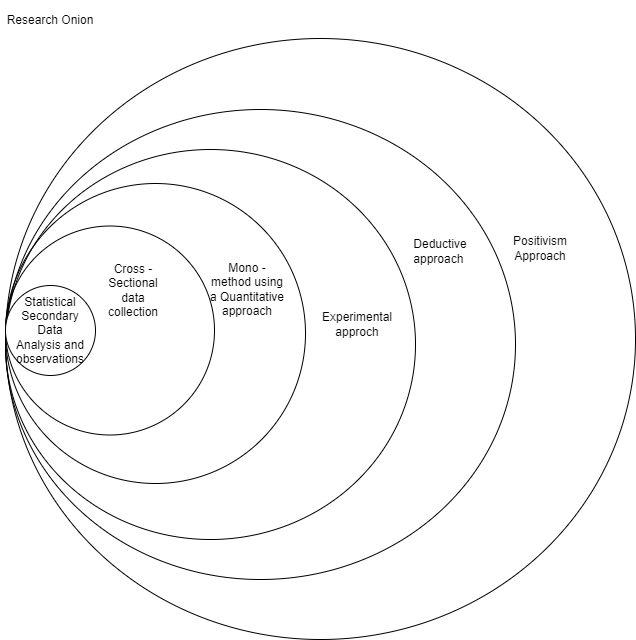 Research Onion
Statistical
Secondary
Data
Analysis and
observations
Cross -
Sectional
data
collection
Mono -
method using
a Quantitative
approach
Experimental
approch
Deductive
approach
Positivism
Approach